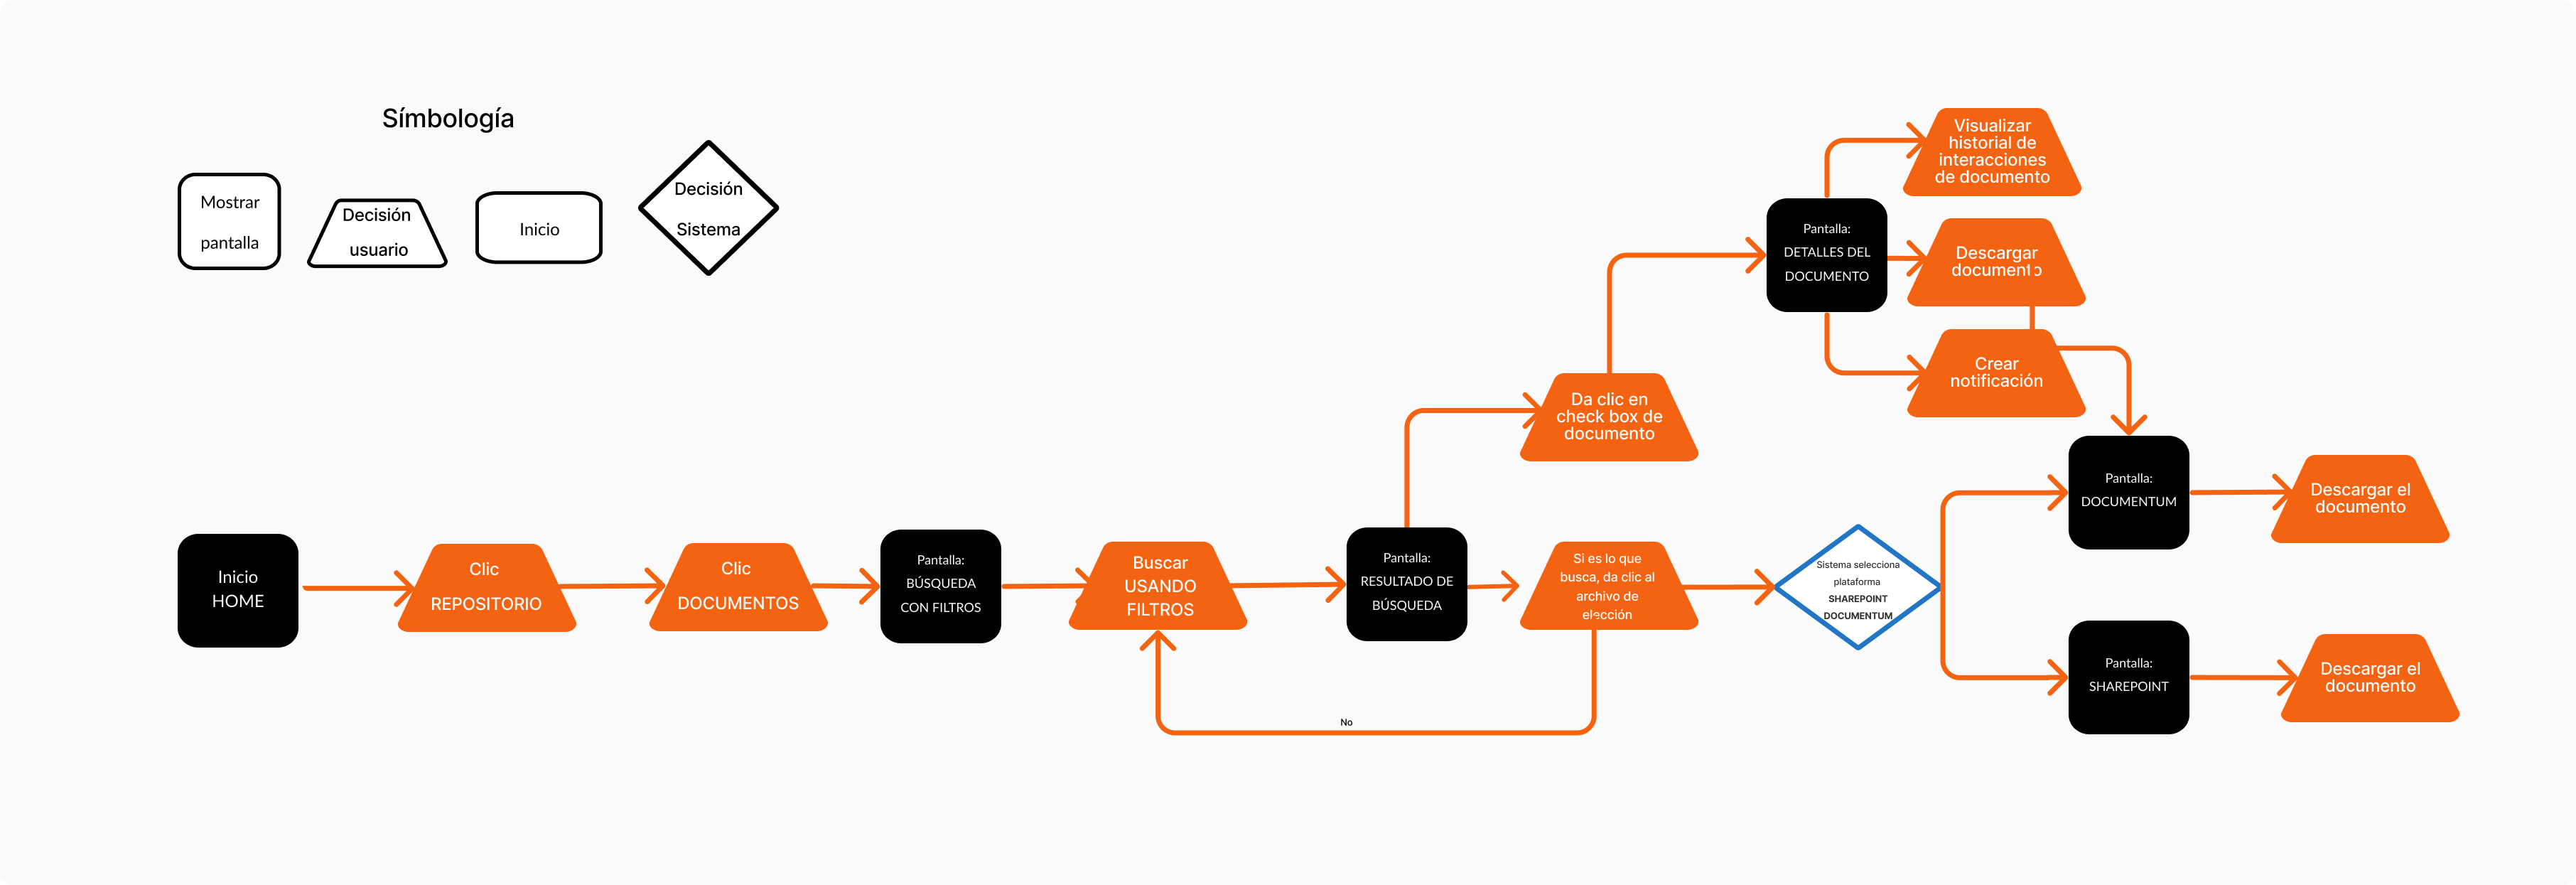 Símbología
Mostrar
pantalla
Decisión
usuario
Inicio
Decisión
Sistema
Inicio
HOME
Clic
REPOSITORIO
Clic
DOCUMENTOS
Pantalla:
BÚSQUEDA
CON FILTROS
Buscar
USANDO
FILTROS
Pantalla:
RESULTADO DE
BÚSQUEDA
Da clic en
check box de
documento
Pantalla:
DETALLES DEL
DOCUMENTO
Visualizar
historial de
interacciones
de documento
Descargar
documento
Crear
notificación
Si es lo que
busca, da clic al
archivo de
elección
No
Sistema selecciona
plataforma
SHAREPOINT
DOCUMENTUM
Pantalla:
DOCUMENTUM
Descargar el
documento
Pantalla:
SHAREPOINT
Descargar el
documento